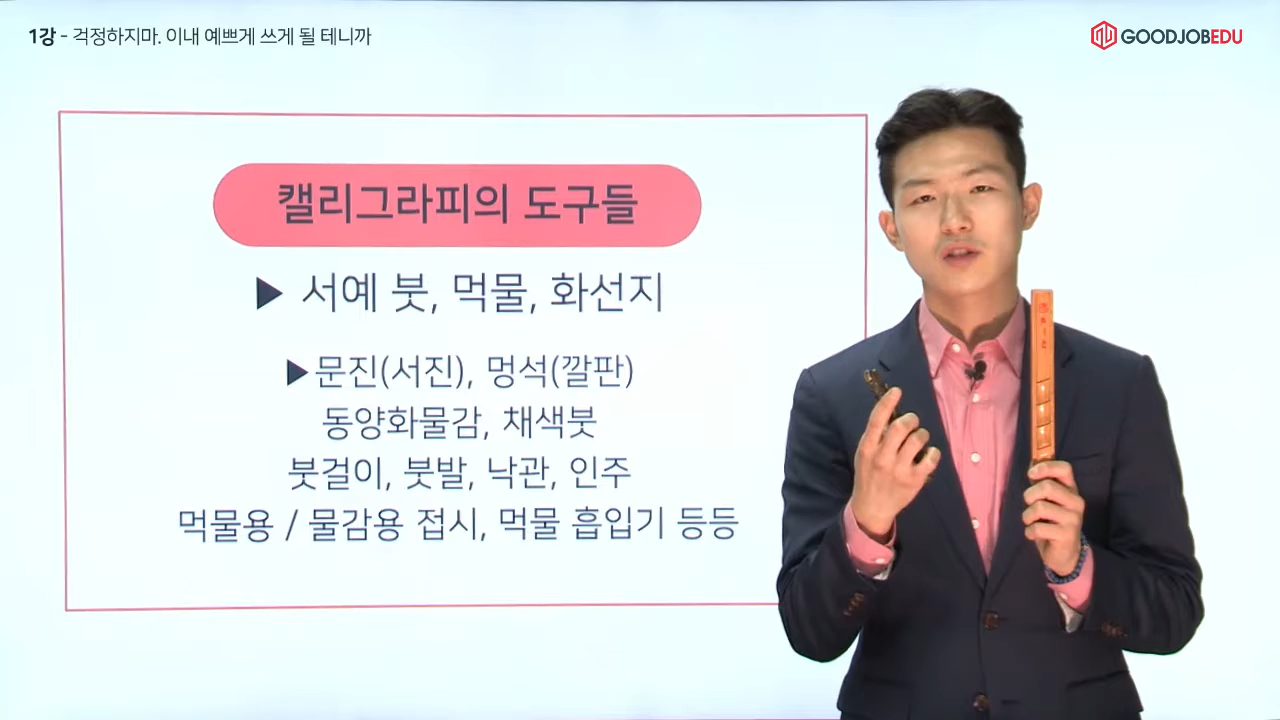 1강 - 걱정하지마. 이내 예쁘게 쓰게 될 테니까
GOODJOBEDU
캘리그라피의 도구들
▶ 서예 붓, 먹물, 화선지
▶문진(서진), 멍석(깔판)
동양화물감, 채색붓
붓걸이, 붓발, 낙관, 인주
먹물용 / 물감용 접시, 먹물 흡입기 등등